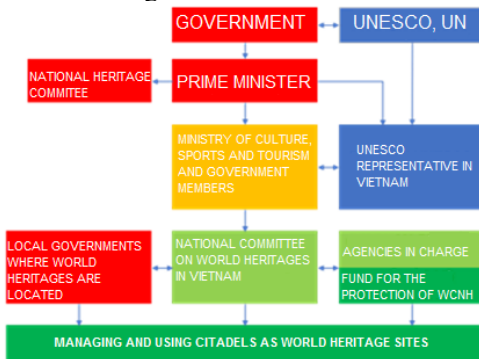 GOVERNMENT
UNESCO, UN
NATIONAL HERITAGE
COMMITEE
PRIME MINISTER
MINISTRY OF CULTURE,
SPORTS AND TOURISM
AND GOVERNMENT
MEMBERS
UNESCO
REPRESENTATIVE IN
VIETNAM
LOCAL GOVERNMENTS
WHERE WORLD
HERITAGES ARE
LOCATED
NATIONAL COMMITTEE
ON WORLD HERITAGES
IN VIETNAM
AGENCIES IN CHARGE
FUND FOR THE
PROTECTION OF WCNH
MANAGING AND USING CITADELS AS WORLD HERITAGE SITES